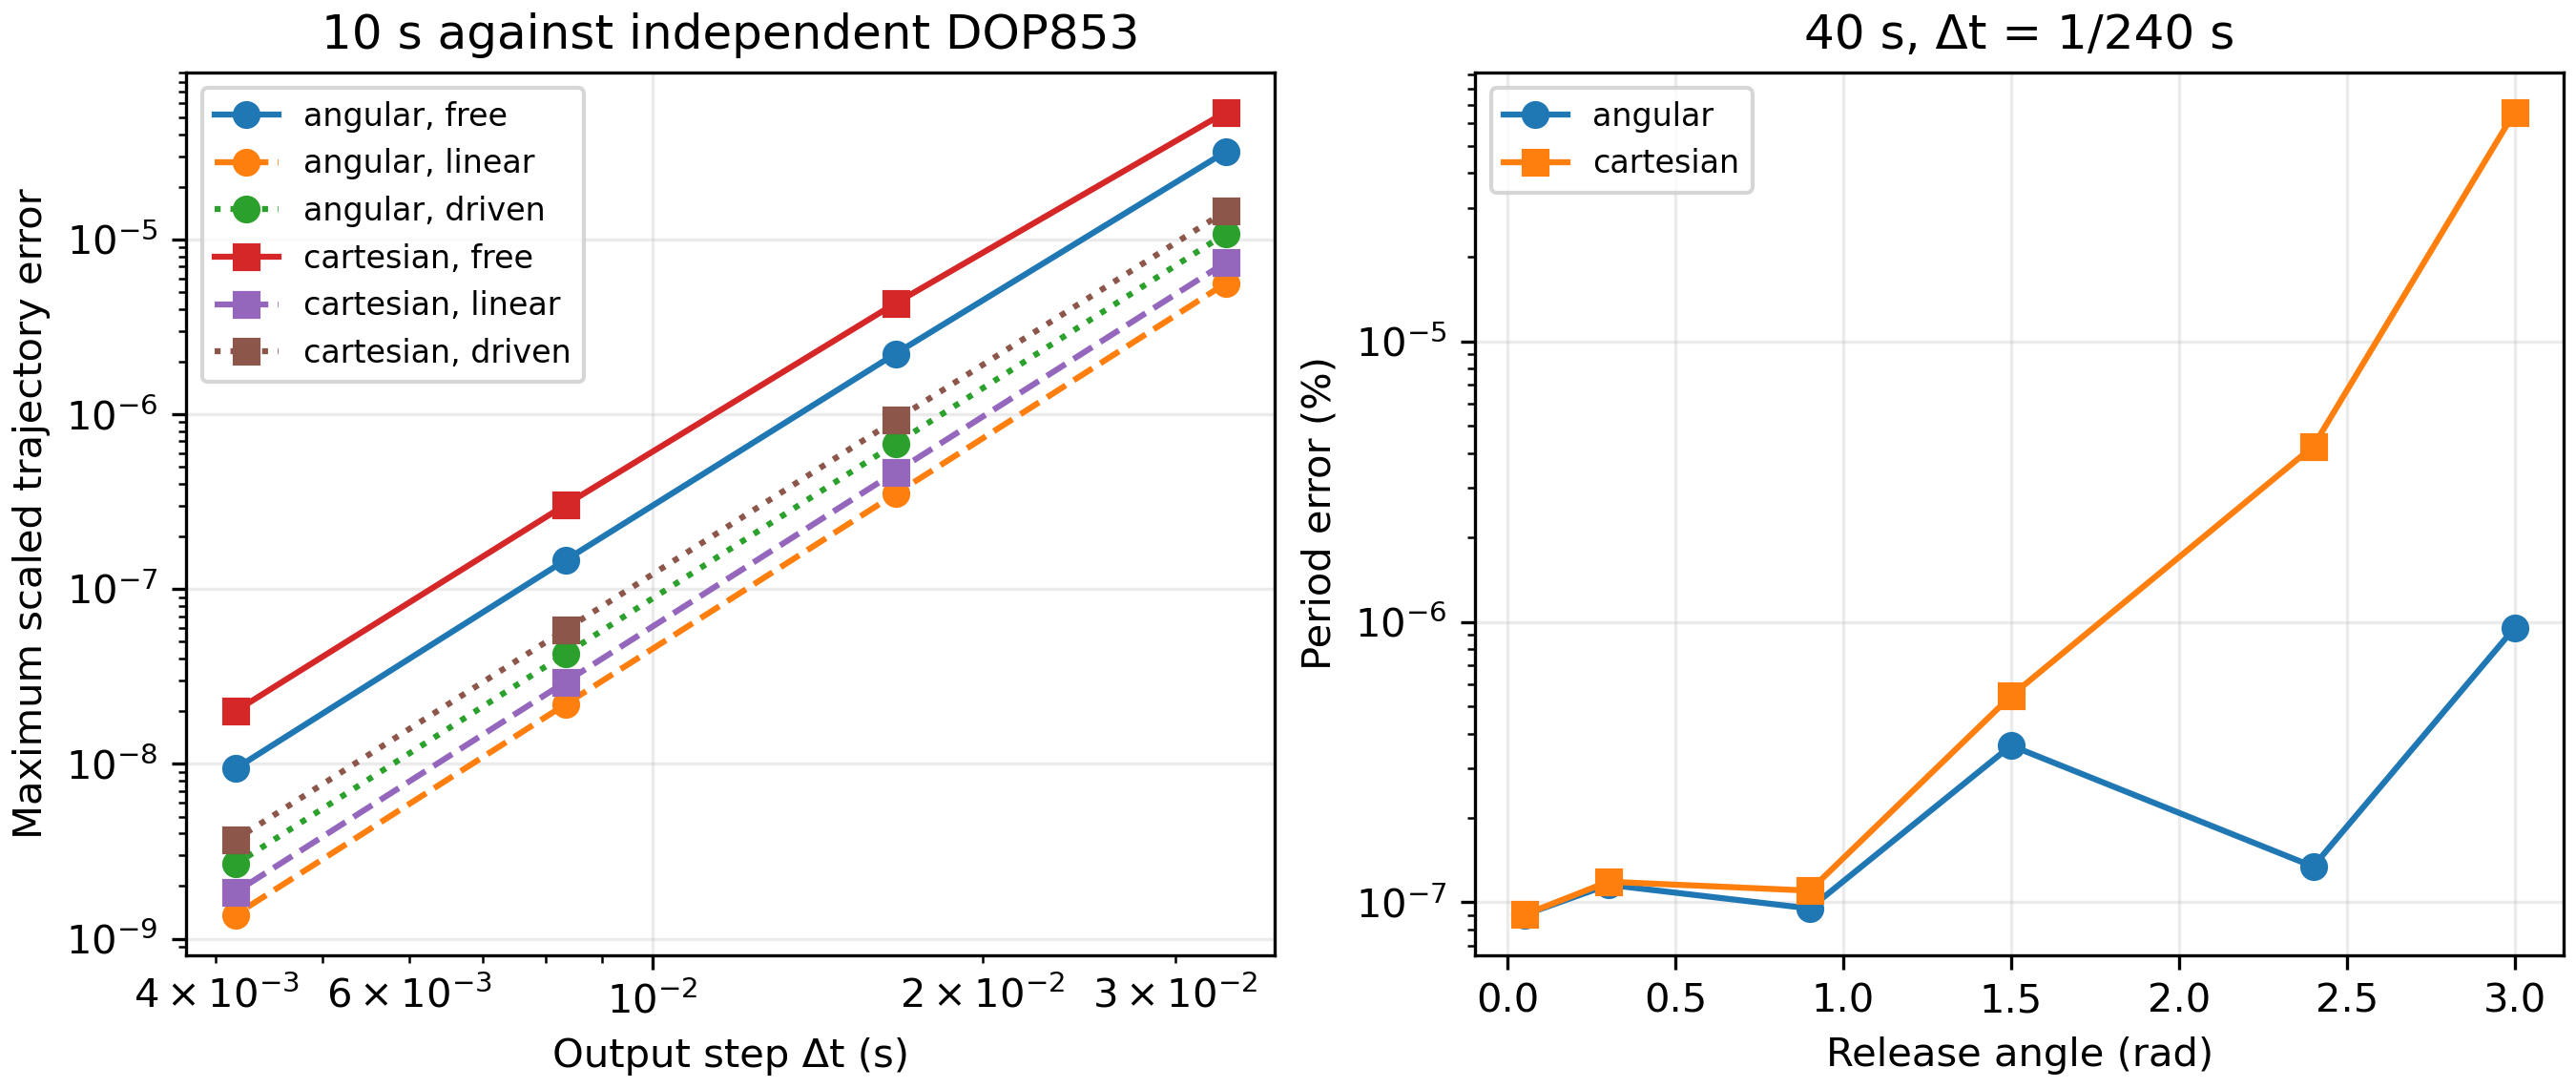 10 s against independent DOP853
angular, free
angular, linear
angular, driven
cartesian, free
cartesian, linear
cartesian, driven
Maximum scaled trajectory error
10⁻⁵
10⁻⁶
10⁻⁷
10⁻⁸
10⁻⁹
4 × 10⁻³ 6 × 10⁻³ 10⁻² 2 × 10⁻² 3 × 10⁻²
Output step Δt (s)
40 s, Δt = 1/240 s
angular
cartesian
Period error (%)
10⁻⁵
10⁻⁶
10⁻⁷
0.0 0.5 1.0 1.5 2.0 2.5 3.0
Release angle (rad)